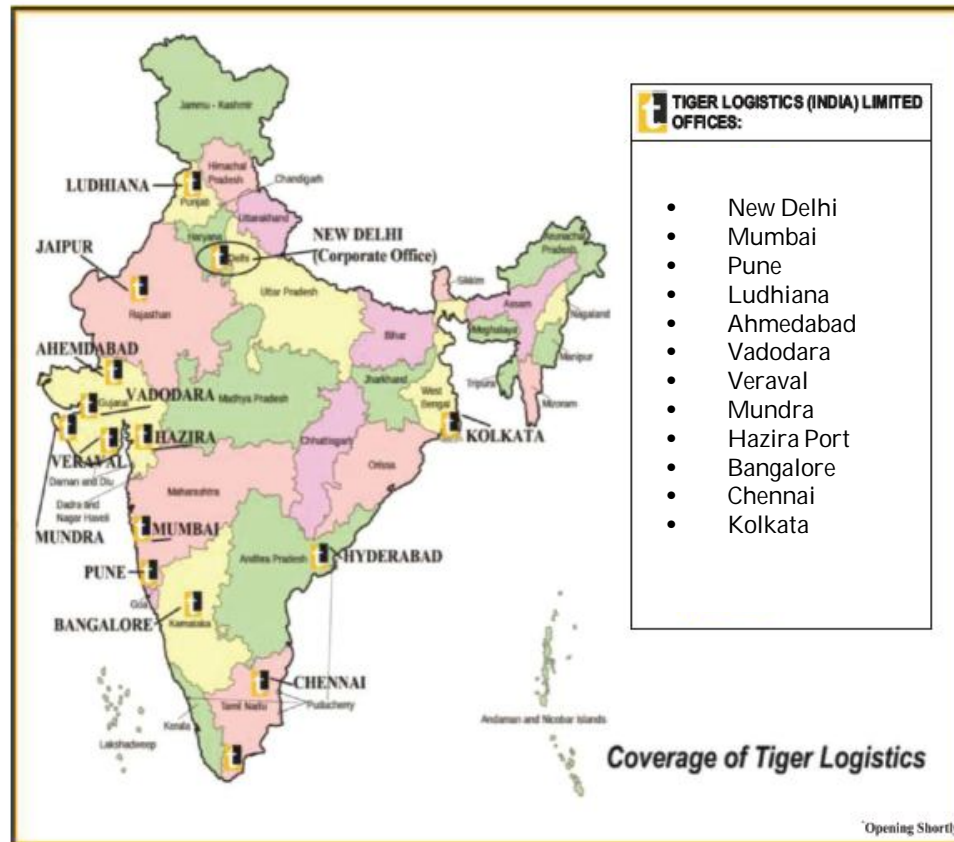 Jammu - Kashmir
Himachal
Pradesh
LUDHIANA
Chandigarh
Punjab
Uttarakhand
Haryana
NEW DELHI
(Corporate Office)
JAIPUR
Delhi
Arunachal
Pradesh
Sikkim
Uttar Pradesh
Assam
Rajasthan
Nagaland
Bihar
Meghalaya
AHEMDABAD
Manipur
Jharkhand
Tripura
VADODARA
Gujarat
Madhya Pradesh
West
Bengal
Mizoram
HAZIRA
KOLKATA
Chhattisgarh
VERAVAL
Daman and Diu
Orissa
Maharashtra
Dadra and
Nagar Haveli
MUNDRA
MUMBAI
HYDERABAD
Andhra Pradesh
PUNE
Goa
BANGALORE
Karnataka
CHENNAI
Puducherry
Tamil Nadu
Kerala
Lakshadweep
Andaman and Nicobar Islands
t TIGER LOGISTICS (INDIA) LIMITED
OFFICES:
• New Delhi
• Mumbai
• Pune
• Ludhiana
• Ahmedabad
• Vadodara
• Veraval
• Mundra
• Hazira Port
• Bangalore
• Chennai
• Kolkata
Coverage of Tiger Logistics
*Opening Shortly